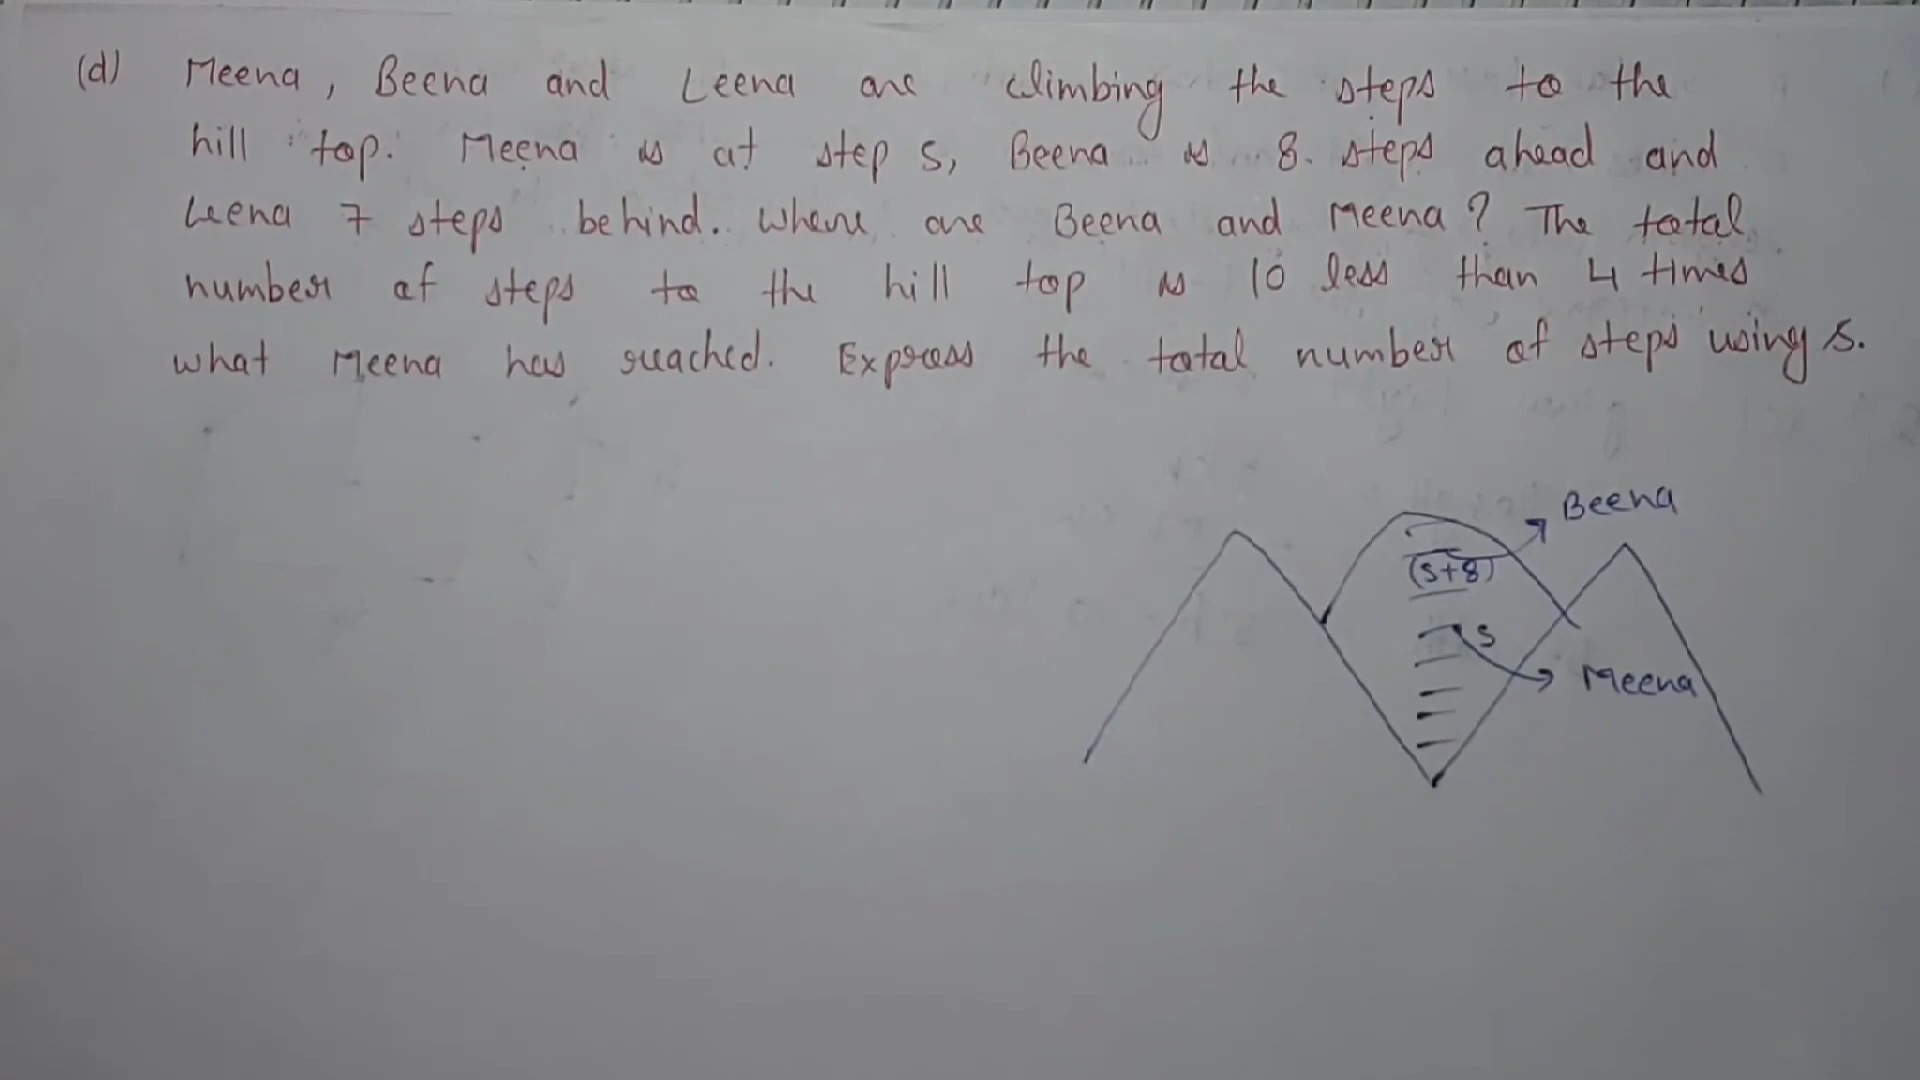 (d) Meena, Beena and Leena are climbing the steps to the
hill top. Meena is at step s, Beena is 8 steps ahead and
Leena 7 steps behind. Where are Beena and Meena? The total
number of steps to the hill top is 10 less than 4 times
what Meena has reached. Express the total number of steps using s.
Beena
(s+8)
s
Meena